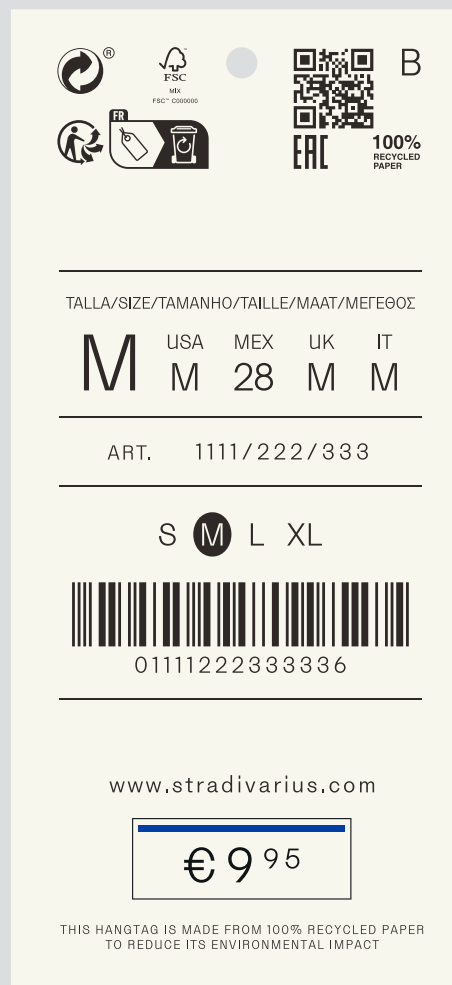 ®
FSC
MIX
FSC™ C000000
B
FR
EAC
100%
RECYCLED
PAPER
TALLA/SIZE/TAMANHO/TAILLE/MAAT/ΜΕΓΕΘΟΣ
M
USA MEX UK IT
M 28 M M
ART. 1111/222/333
S M L XL
01111222333336
www.stradivarius.com
€9⁹⁵
THIS HANGTAG IS MADE FROM 100% RECYCLED PAPER
TO REDUCE ITS ENVIRONMENTAL IMPACT